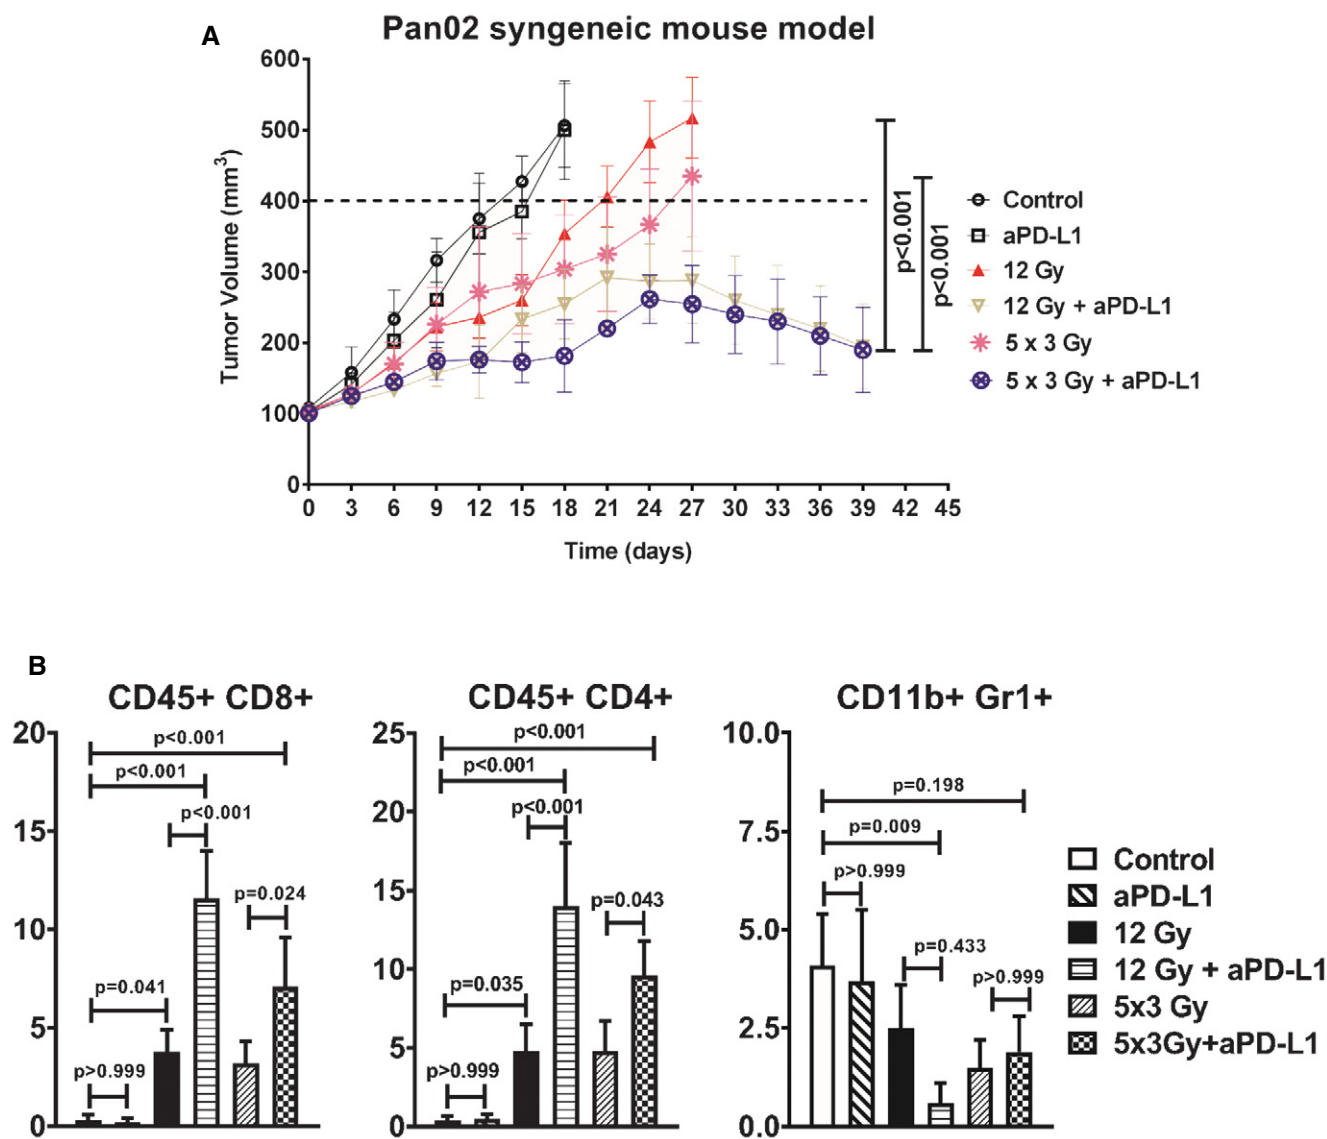 A
Pan02 syngeneic mouse model
Tumor Volume (mm³)
600
500
400
300
200
100
0
0 3 6 9 12 15 18 21 24 27 30 33 36 39 42 45
Time (days)
p<0.001
p<0.001
Control
aPD-L1
12 Gy
12 Gy + aPD-L1
5 x 3 Gy
5 x 3 Gy + aPD-L1
B
CD45+ CD8+
20
15
10
5
0
p<0.001
p<0.001
p<0.001
p=0.024
p=0.041
p>0.999
CD45+ CD4+
25
20
15
10
5
0
p<0.001
p<0.001
p<0.001
p=0.043
p=0.035
p>0.999
CD11b+ Gr1+
10.0
7.5
5.0
2.5
0.0
p=0.198
p=0.009
p>0.999
p=0.433
p>0.999
Control
aPD-L1
12 Gy
12 Gy + aPD-L1
5x3 Gy
5x3Gy+aPD-L1